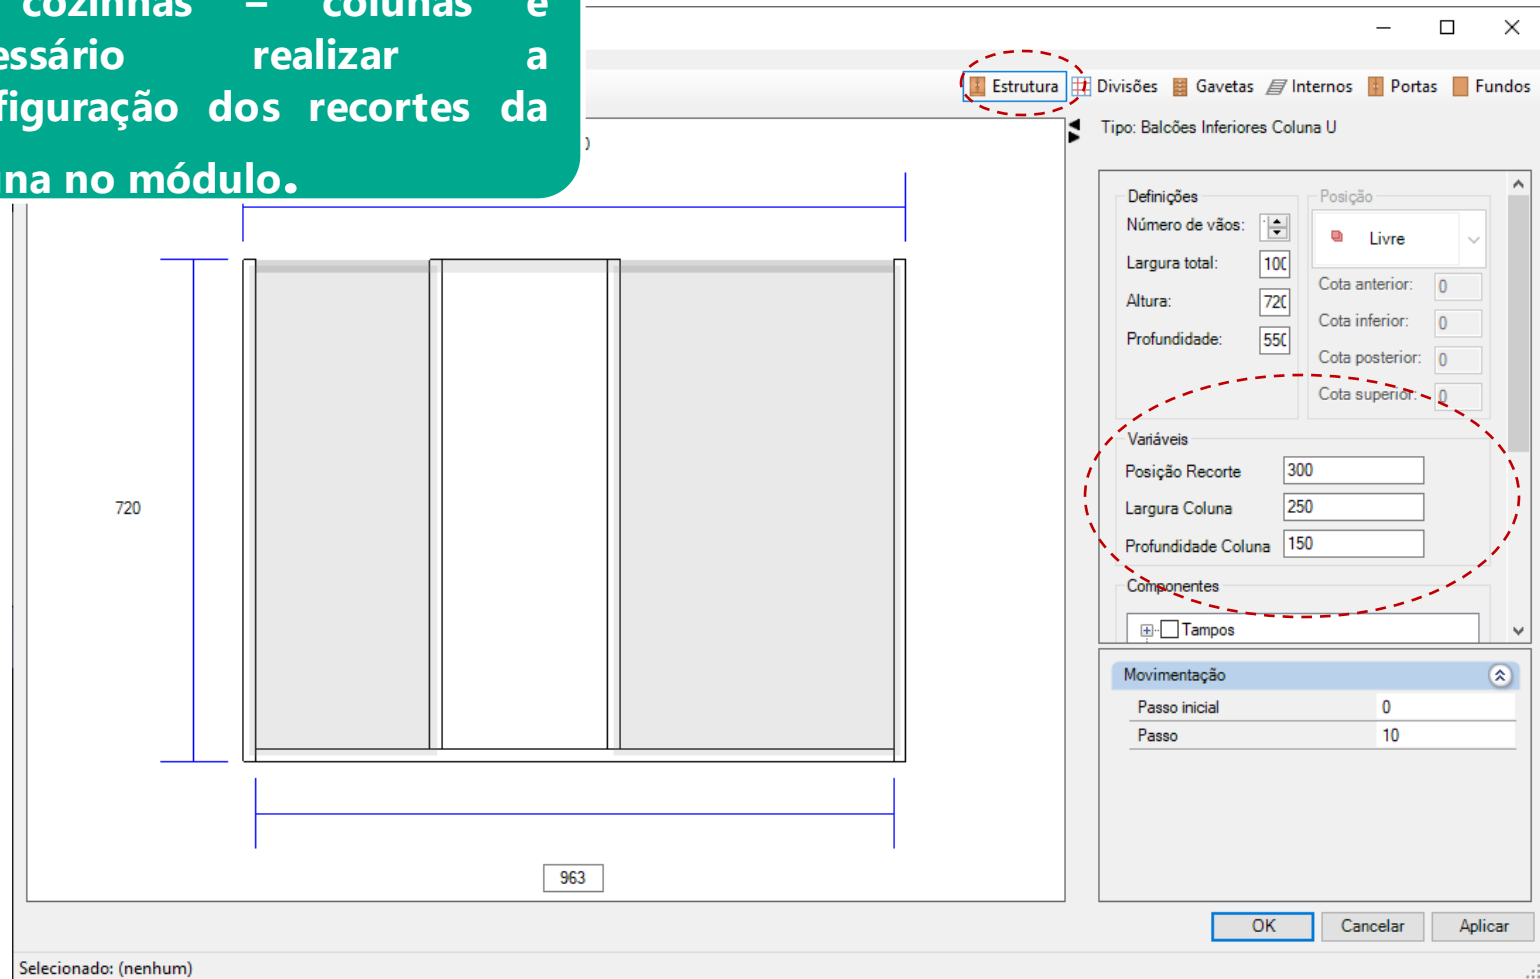 cozinhas – colunas é
realizar a
dos recortes da
no módulo.
Estrutura Divisões Gavetas Internos Portas Fundos
Tipo: Balcões Inferiores Coluna U
Definições
Número de vãos:
Largura total: 100
Altura: 720
Profundidade: 550
Posição
Livre
Cota anterior: 0
Cota inferior: 0
Cota posterior: 0
Cota superior: 0
Variáveis
Posição Recorte 300
Largura Coluna 250
Profundidade Coluna 150
Componentes
Tampos
Movimentação
Passo inicial 0
Passo 10
720
963
OK Cancelar Aplicar
Selecionado: (nenhum)